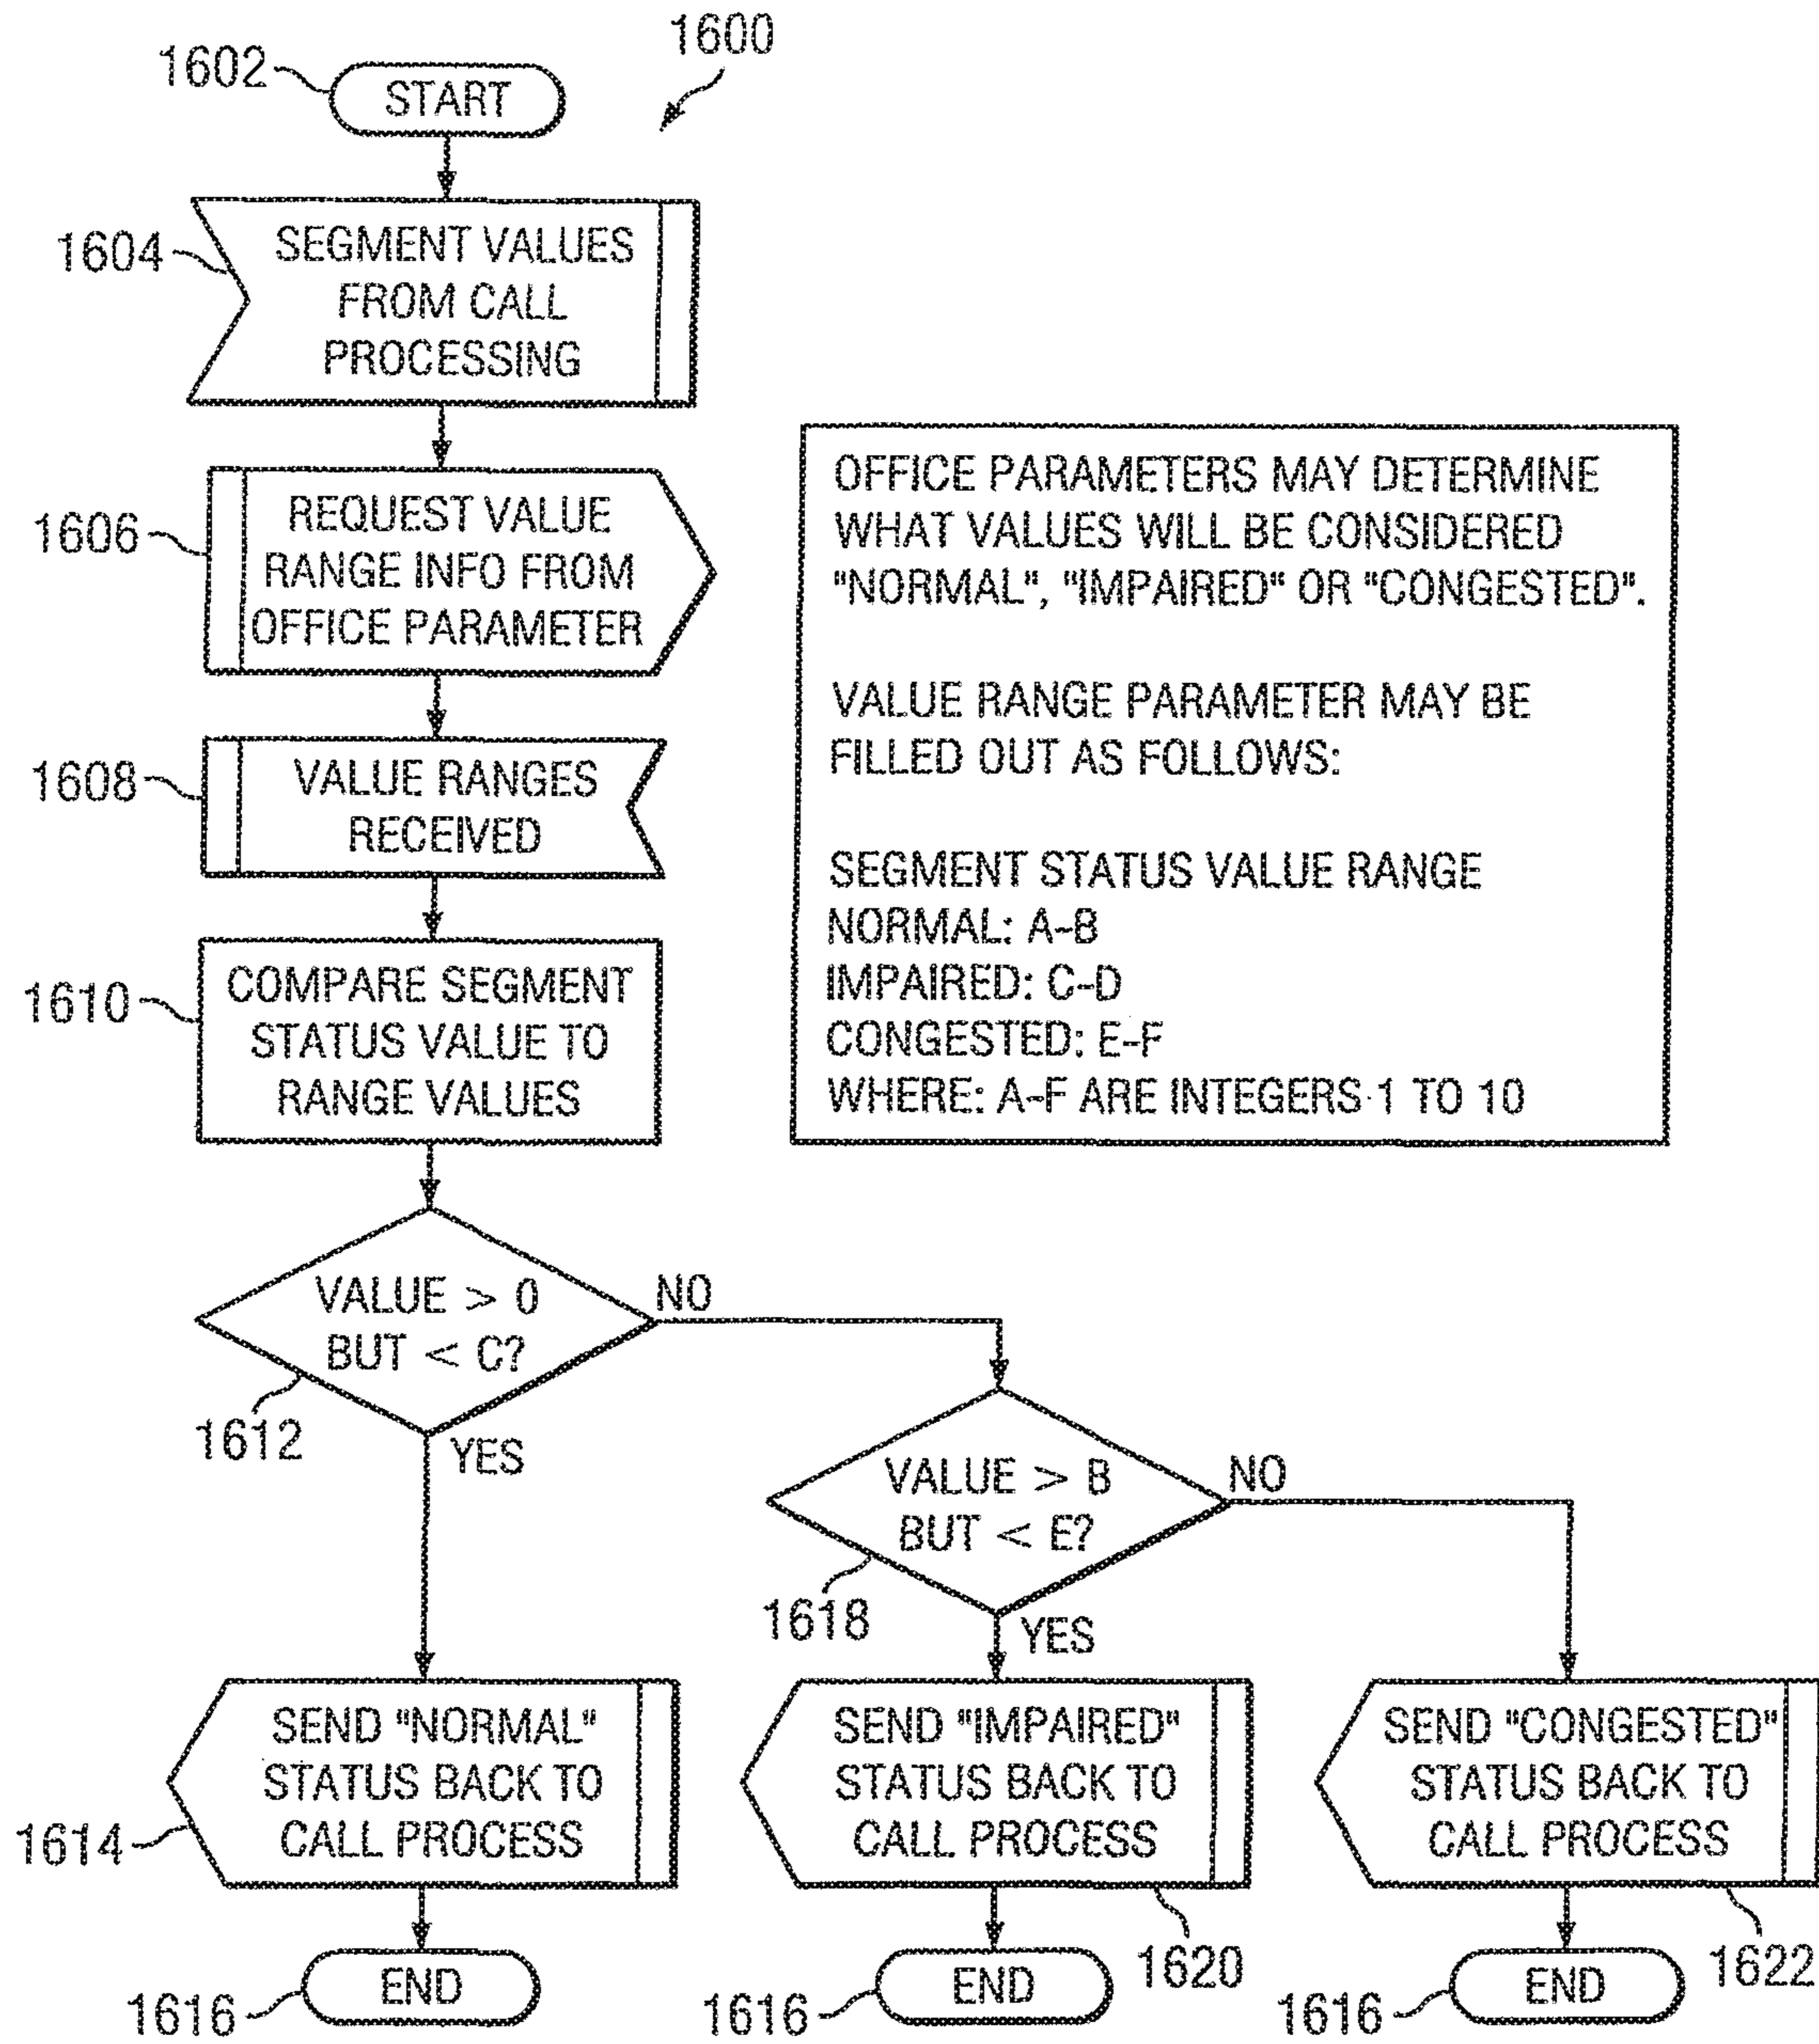 1600
1602
START
1604
SEGMENT VALUES
FROM CALL
PROCESSING
1606
REQUEST VALUE
RANGE INFO FROM
OFFICE PARAMETER
1608
VALUE RANGES
RECEIVED
1610
COMPARE SEGMENT
STATUS VALUE TO
RANGE VALUES
OFFICE PARAMETERS MAY DETERMINE
WHAT VALUES WILL BE CONSIDERED
"NORMAL", "IMPAIRED" OR "CONGESTED".
VALUE RANGE PARAMETER MAY BE
FILLED OUT AS FOLLOWS:
SEGMENT STATUS VALUE RANGE
NORMAL: A-B
IMPAIRED: C-D
CONGESTED: E-F
WHERE: A-F ARE INTEGERS 1 TO 10
VALUE > 0
BUT < C?
NO
1612
YES
VALUE > B
BUT < E?
NO
1618
YES
SEND "NORMAL"
STATUS BACK TO
CALL PROCESS
1614
SEND "IMPAIRED"
STATUS BACK TO
CALL PROCESS
1620
SEND "CONGESTED"
STATUS BACK TO
CALL PROCESS
1622
END
1616
END
1616
END
1616